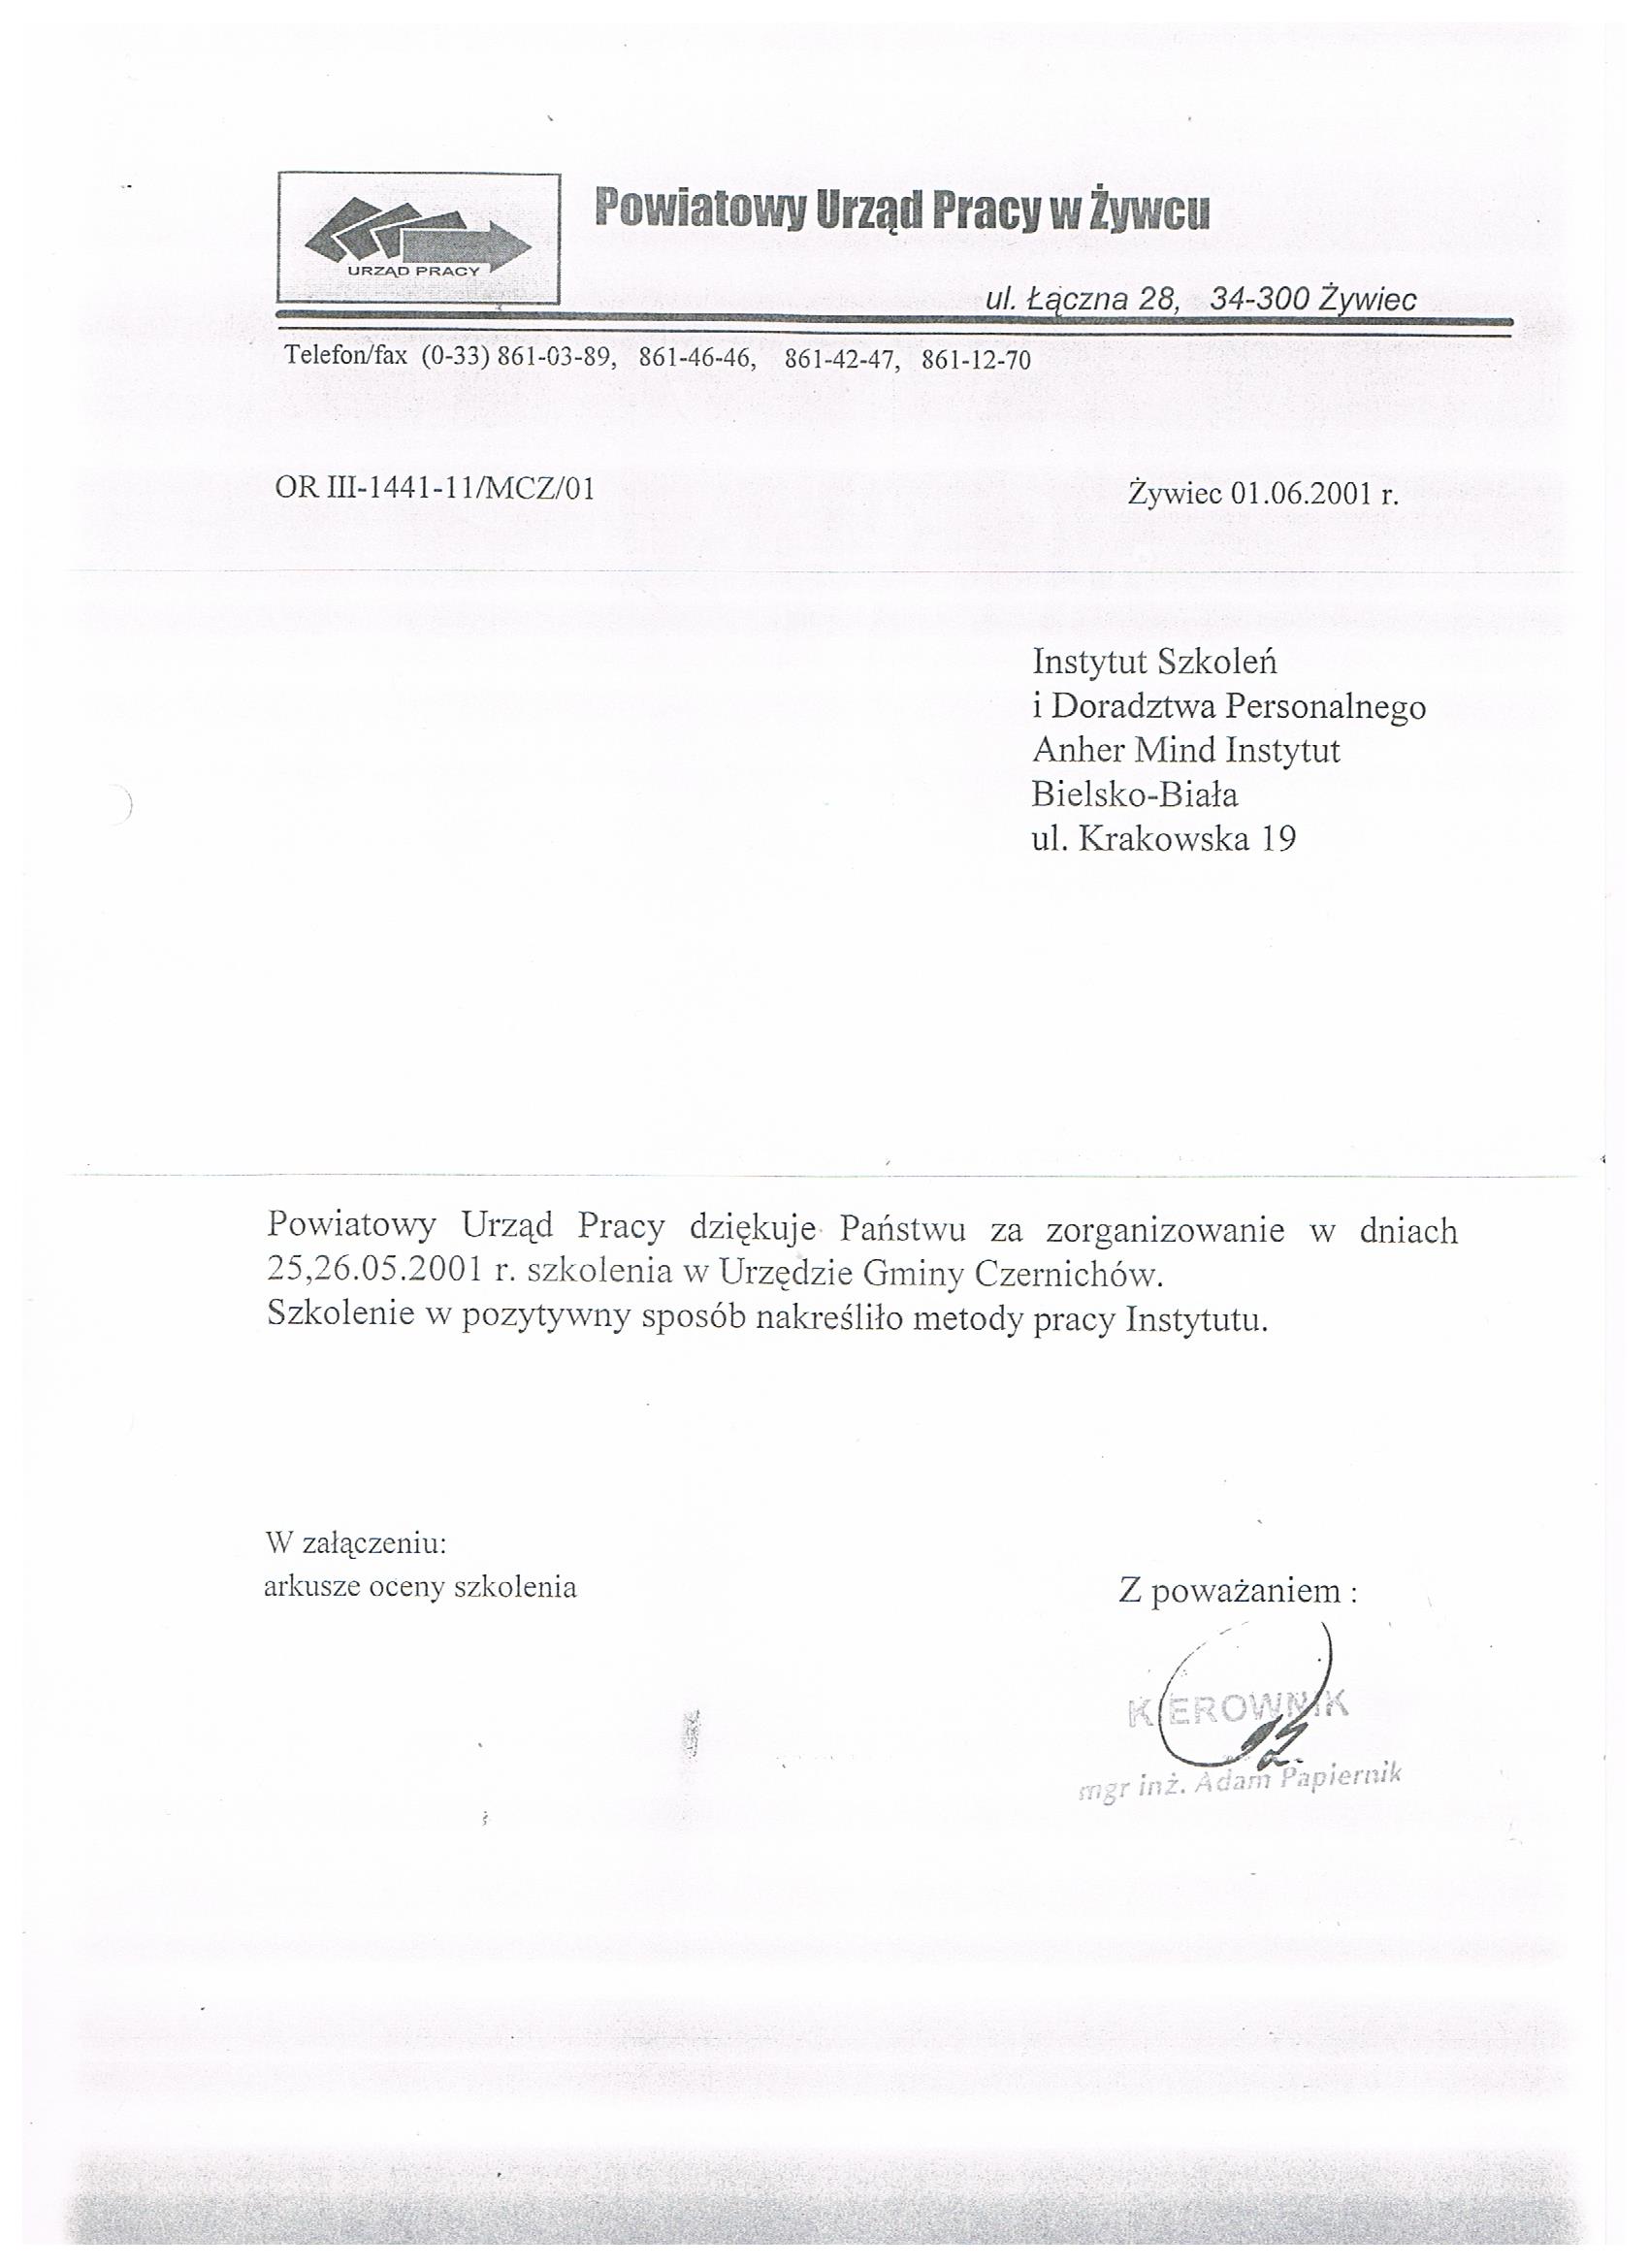 URZĄD PRACY
Powiatowy Urząd Pracy w Żywcu
ul. Łączna 28, 34-300 Żywiec
Telefon/fax (0-33) 861-03-89, 861-46-46, 861-42-47, 861-12-70
OR III-1441-11/MCZ/01
Żywiec 01.06.2001 r.
Instytut Szkoleń
i Doradztwa Personalnego
Anher Mind Instytut
Bielsko-Biała
ul. Krakowska 19
Powiatowy Urząd Pracy dziękuje Państwu za zorganizowanie w dniach
25,26.05.2001 r. szkolenia w Urzędzie Gminy Czernichów.
Szkolenie w pozytywny sposób nakreśliło metody pracy Instytutu.
W załączeniu:
arkusze oceny szkolenia
Z poważaniem :
KIEROWNIK
mgr inż. Adam Papiernik